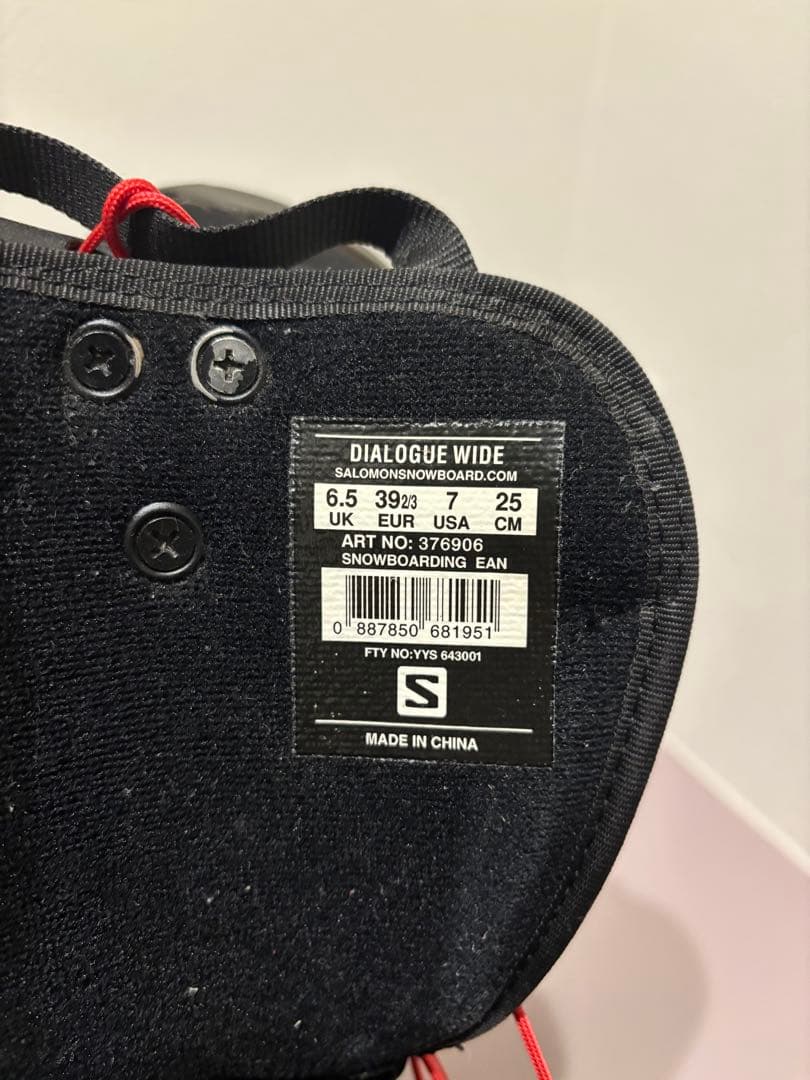 DIALOGUE WIDE
SALOMONSNOWBOARD.COM
6.5 39 2/3 7 25
UK EUR USA CM
ART NO: 376906
SNOWBOARDING EAN
0 887850 681951
FTY NO:YYS 643001
S
MADE IN CHINA